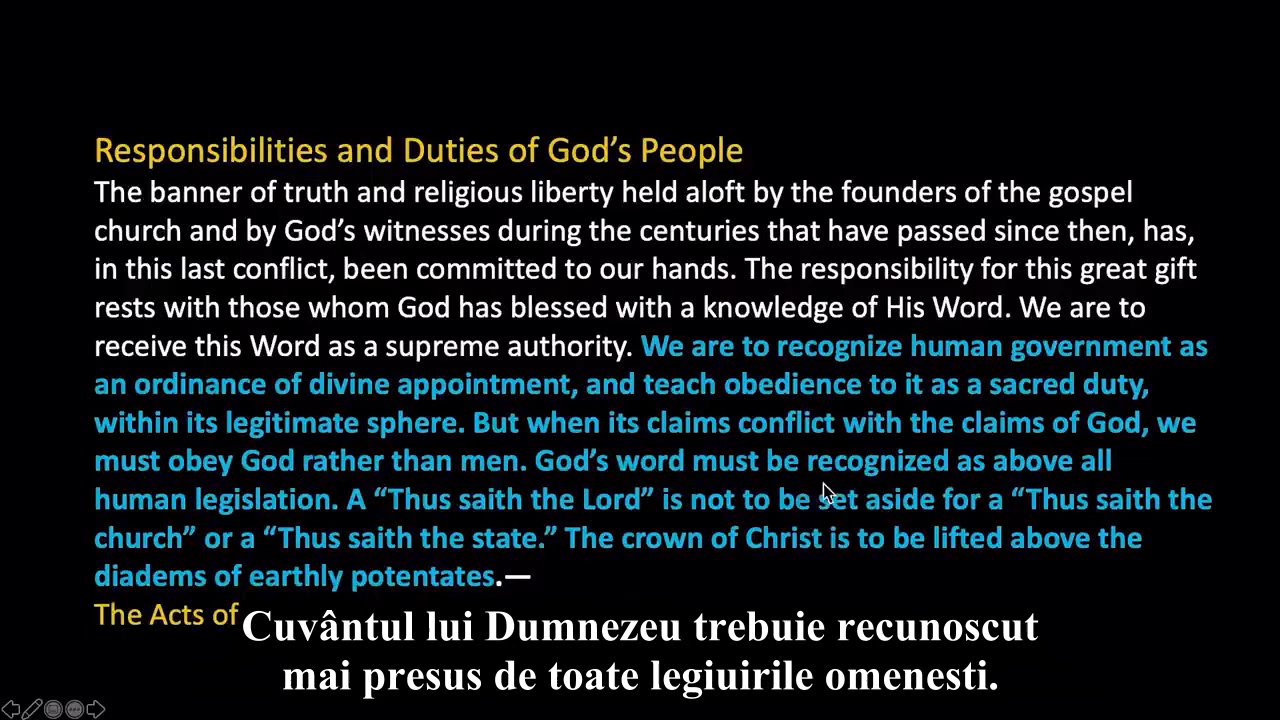 Responsibilities and Duties of God’s People
The banner of truth and religious liberty held aloft by the founders of the gospel
church and by God’s witnesses during the centuries that have passed since then, has,
in this last conflict, been committed to our hands. The responsibility for this great gift
rests with those whom God has blessed with a knowledge of His Word. We are to
receive this Word as a supreme authority. We are to recognize human government as
an ordinance of divine appointment, and teach obedience to it as a sacred duty,
within its legitimate sphere. But when its claims conflict with the claims of God, we
must obey God rather than men. God’s word must be recognized as above all
human legislation. A “Thus saith the Lord” is not to be set aside for a “Thus saith the
church” or a “Thus saith the state.” The crown of Christ is to be lifted above the
diadems of earthly potentates.—
The Acts of
Cuvântul lui Dumnezeu trebuie recunoscut
mai presus de toate legiuirile omenesti.